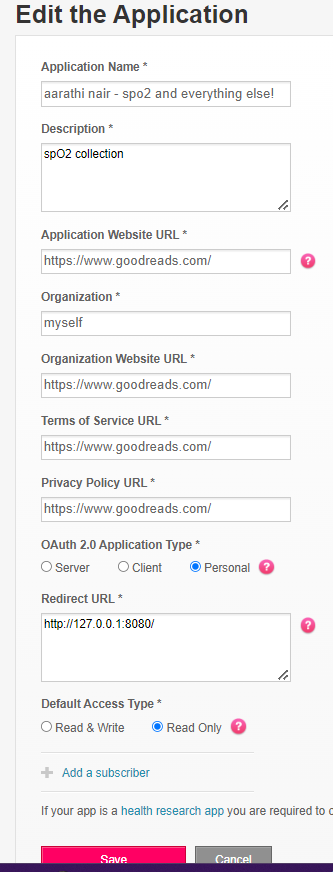 Edit the Application
Application Name *
aarathi nair - spo2 and everything else!
Description *
spO2 collection
Application Website URL *
https://www.goodreads.com/
?
Organization *
myself
Organization Website URL *
https://www.goodreads.com/
Terms of Service URL *
https://www.goodreads.com/
Privacy Policy URL *
https://www.goodreads.com/
OAuth 2.0 Application Type *
Server Client Personal ?
Redirect URL *
http://127.0.0.1:8080/
?
Default Access Type *
Read & Write Read Only ?
Add a subscriber
If your app is a health research app you are required to
Save Cancel